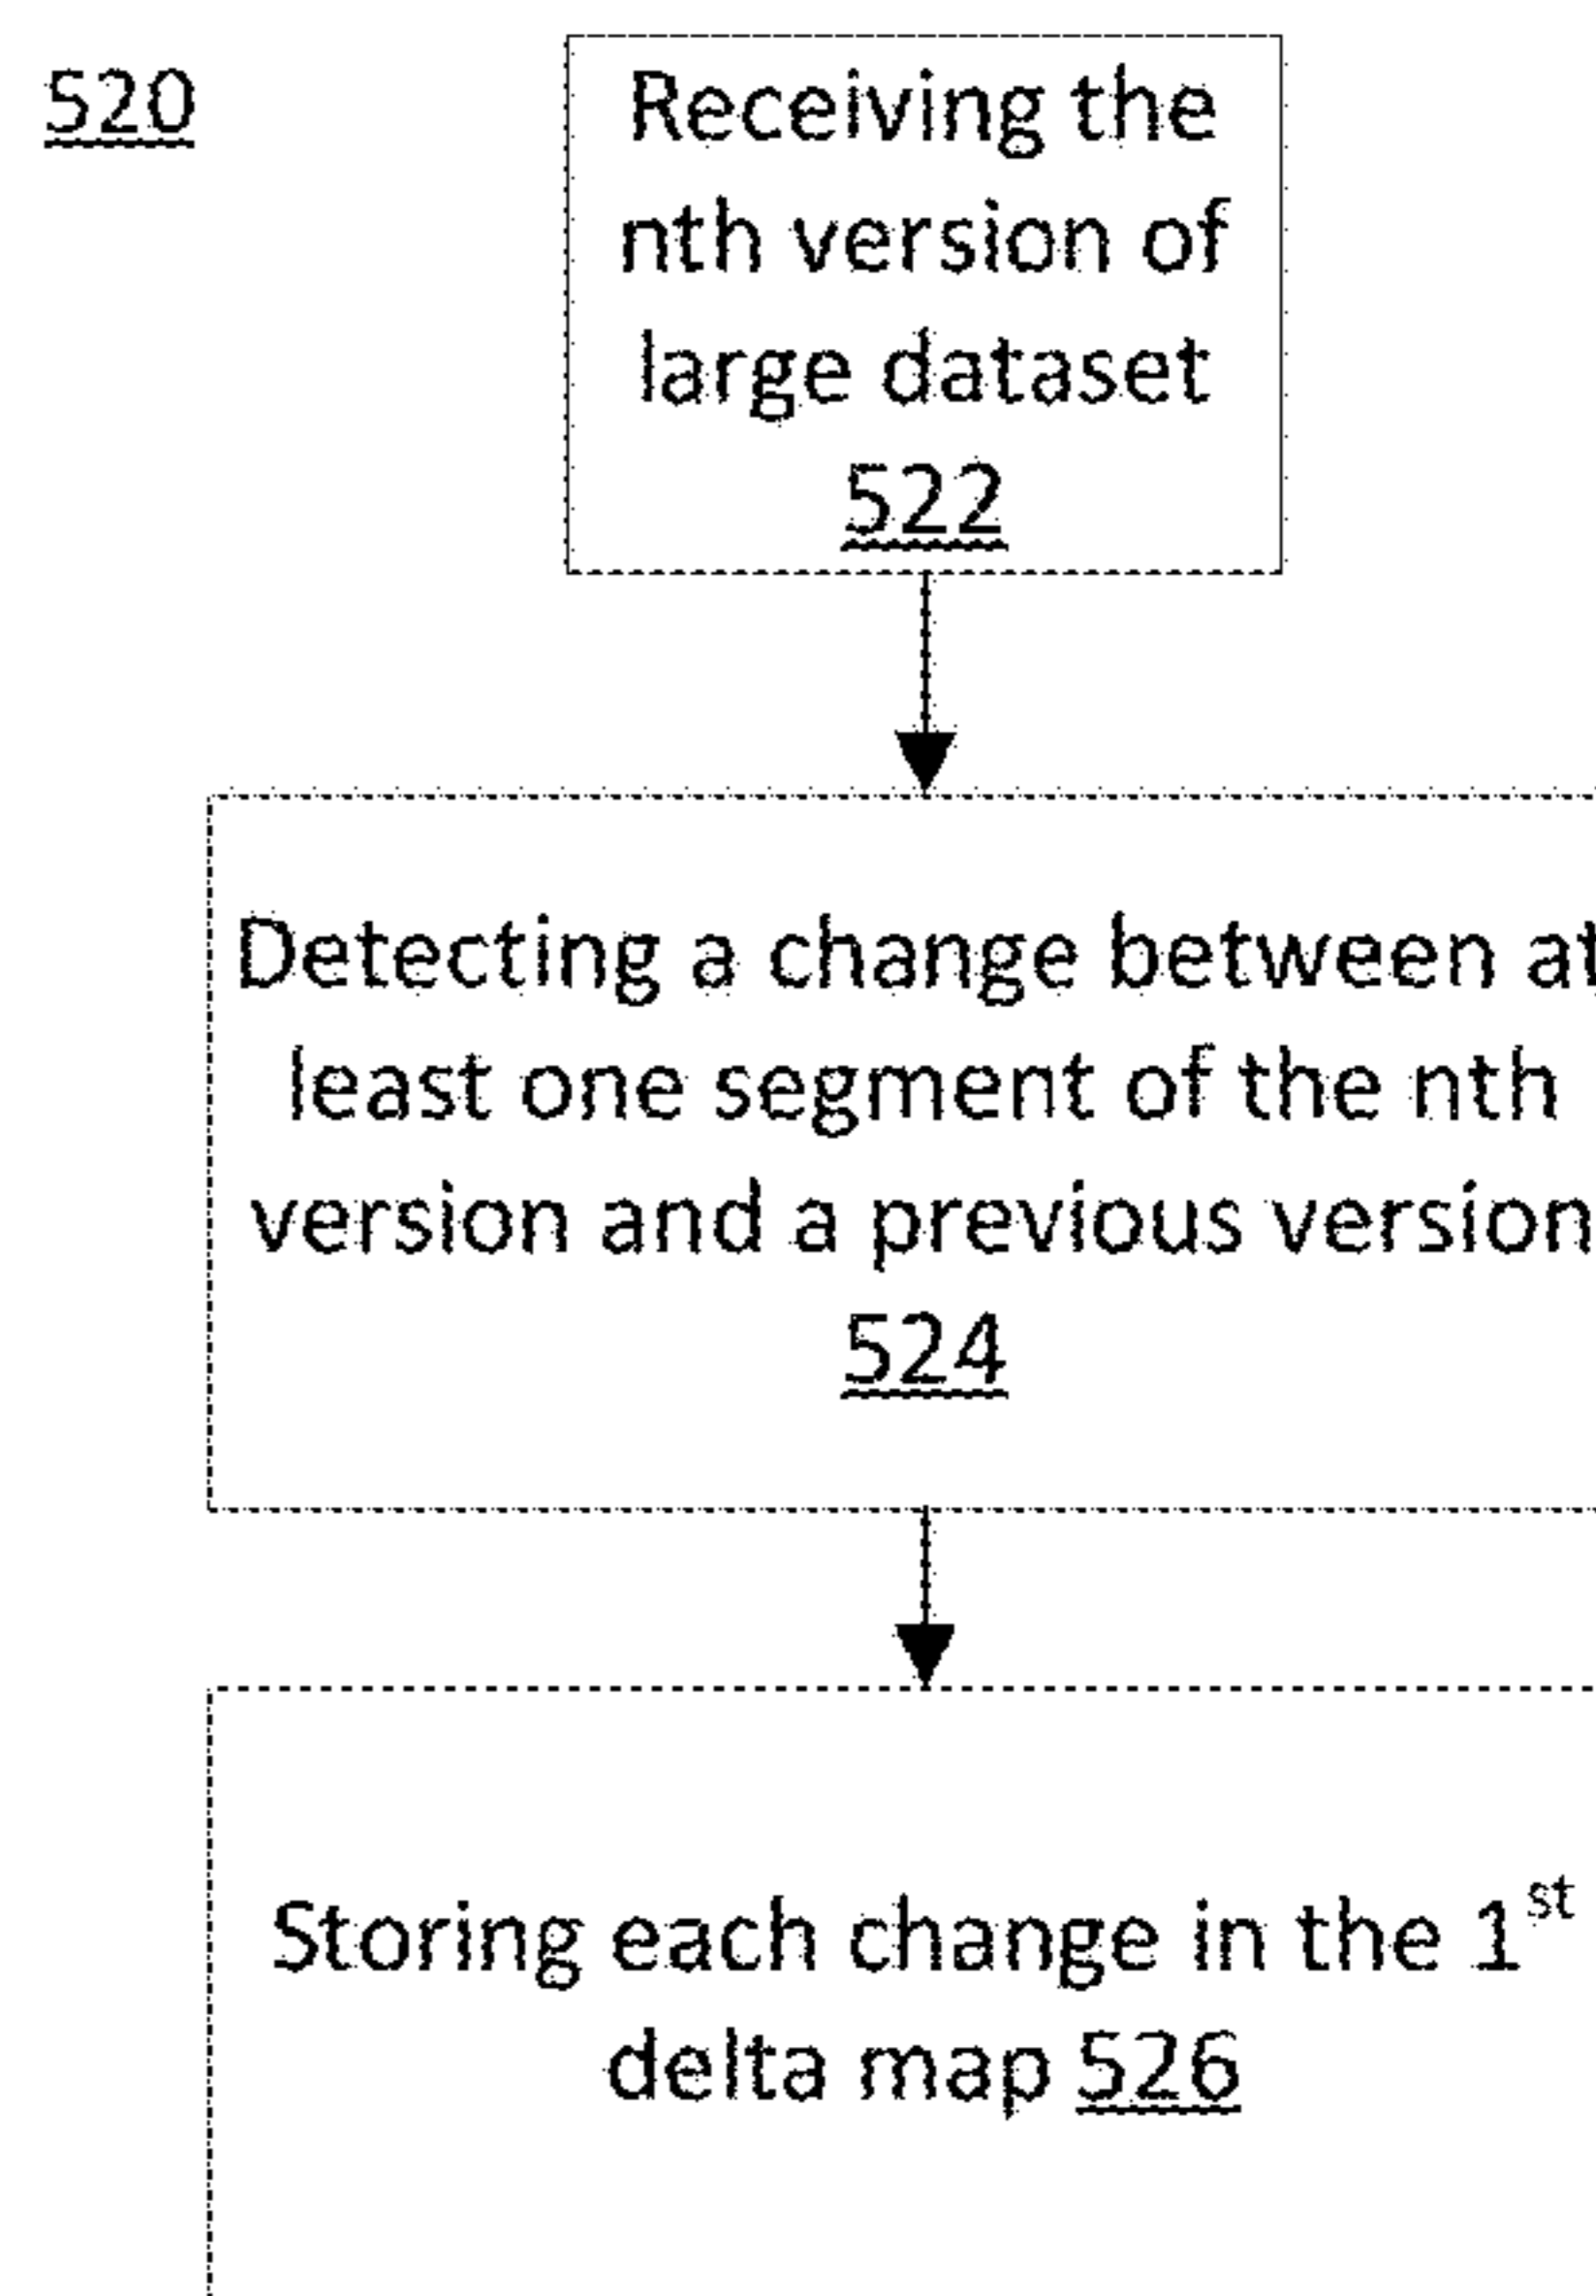 520
Receiving the
nth version of
large dataset
522
Detecting a change between at
least one segment of the nth
version and a previous version
524
Storing each change in the 1st
delta map 526